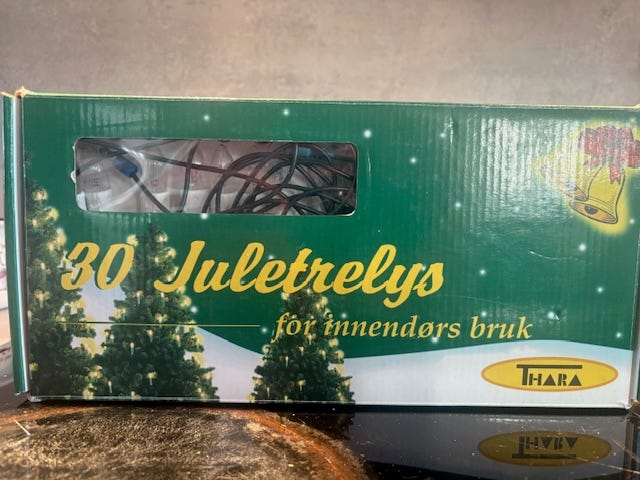 30 Juletrelys
for innendørs bruk
THARA